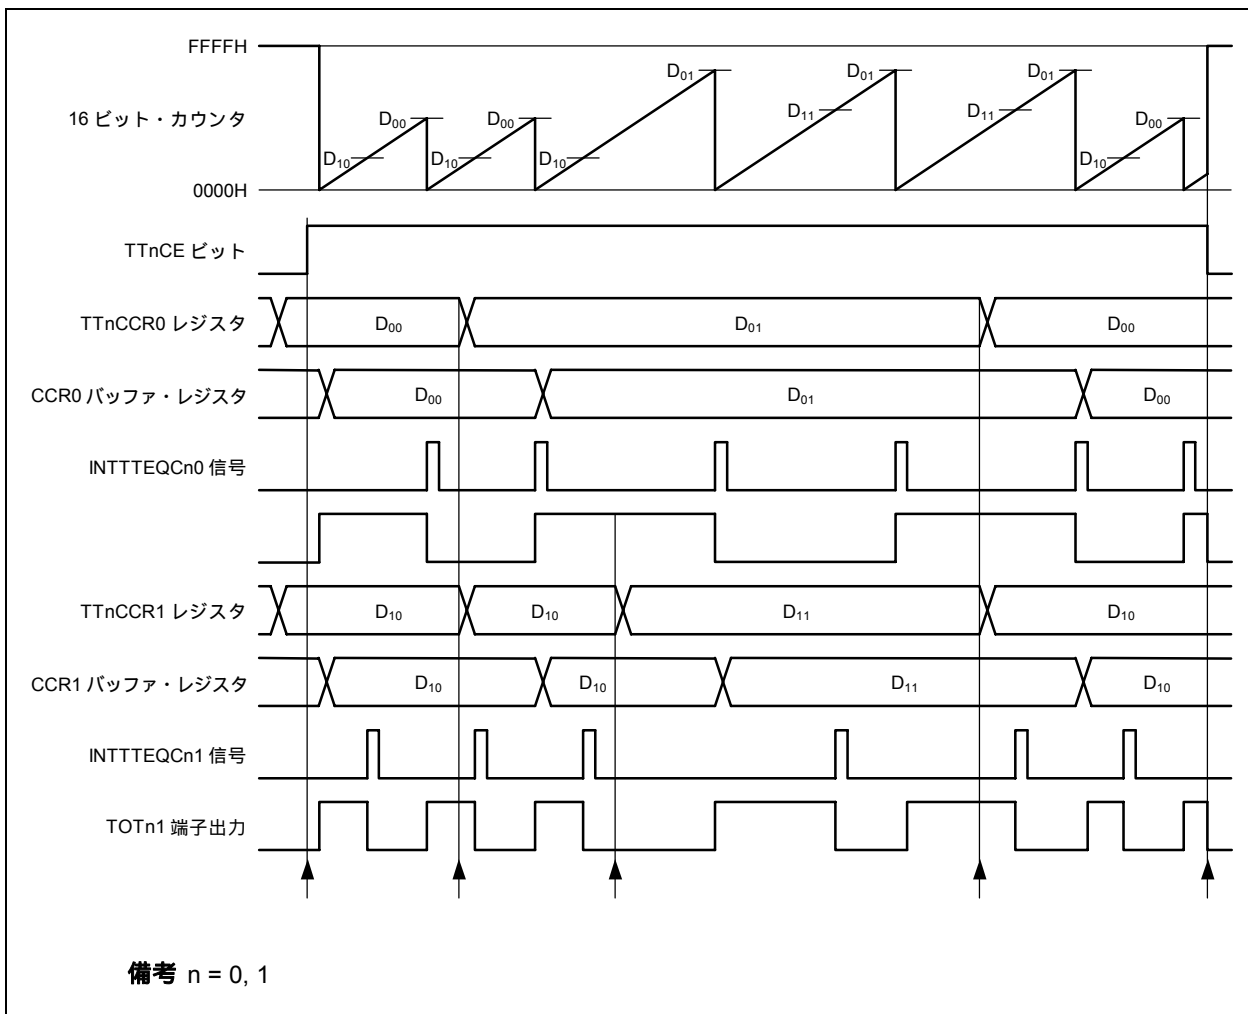 FFFFH
D₀₁ D₀₁ D₀₁
16 ビット・カウンタ D₀₀ D₀₀ D₁₁ D₁₁ D₀₀
D₁₀ D₁₀ D₁₀ D₁₀
0000H
TTnCE ビット
TTnCCR0 レジスタ D₀₀ D₀₁ D₀₀
CCR0 バッファ・レジスタ D₀₀ D₀₁ D₀₀
INTTTEQCn0 信号
TTnCCR1 レジスタ D₁₀ D₁₀ D₁₁ D₁₀
CCR1 バッファ・レジスタ D₁₀ D₁₀ D₁₁ D₁₀
INTTTEQCn1 信号
TOTn1 端子出力
備考 n = 0, 1